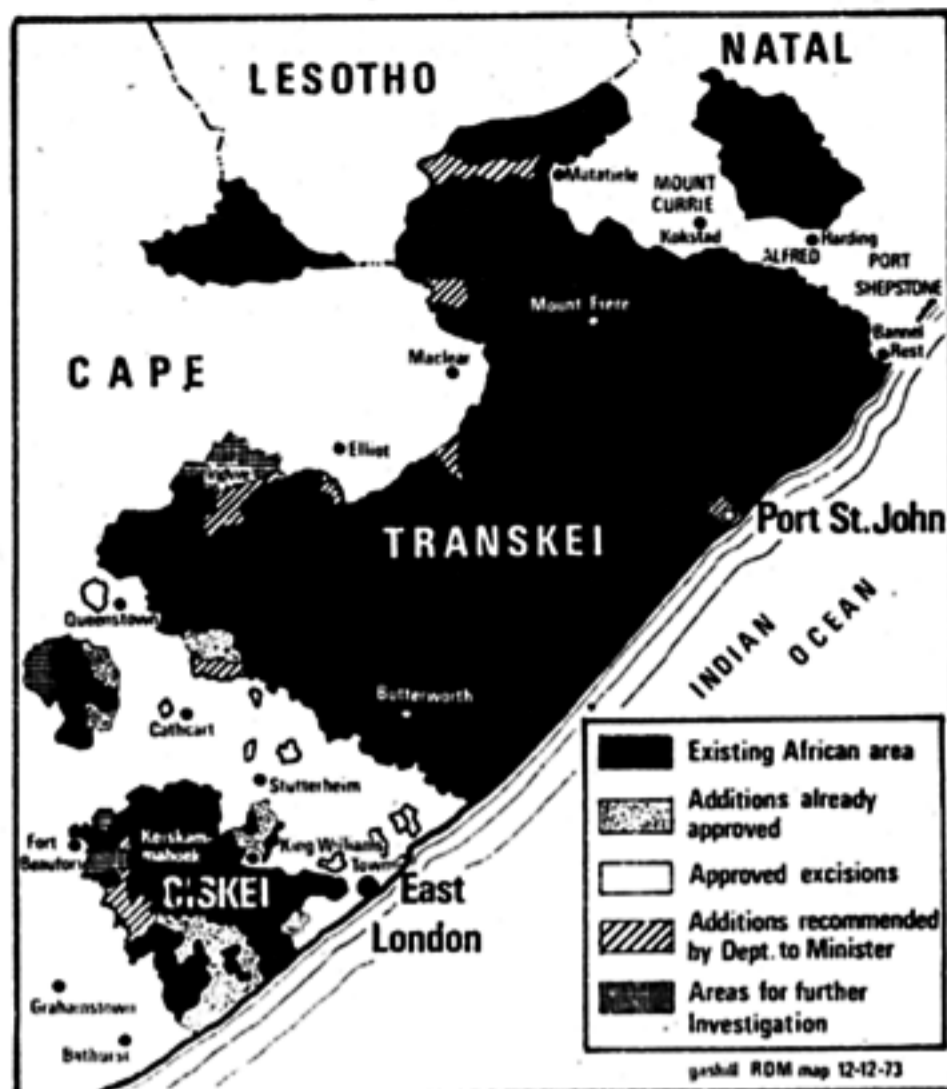 LESOTHO
NATAL
Mutatiele
MOUNT
CURRIE
Kokstad
Harding
ALFRED
PORT
SHEPSTONE
Mount Frere
Rest
Maclear
CAPE
Elliot
TRANSKEI
Port St. John
Queenstown
INDIAN
OCEAN
Butterworth
Cathcart
Stutterheim
Fort
Beaufort
King William
Town
CISKEI
East
London
Grahamstown
Bathurst
Existing African area
Additions already
approved
Approved excisions
Additions recommended
by Dept. to Minister
Areas for further
Investigation
RDM map 12-12-73